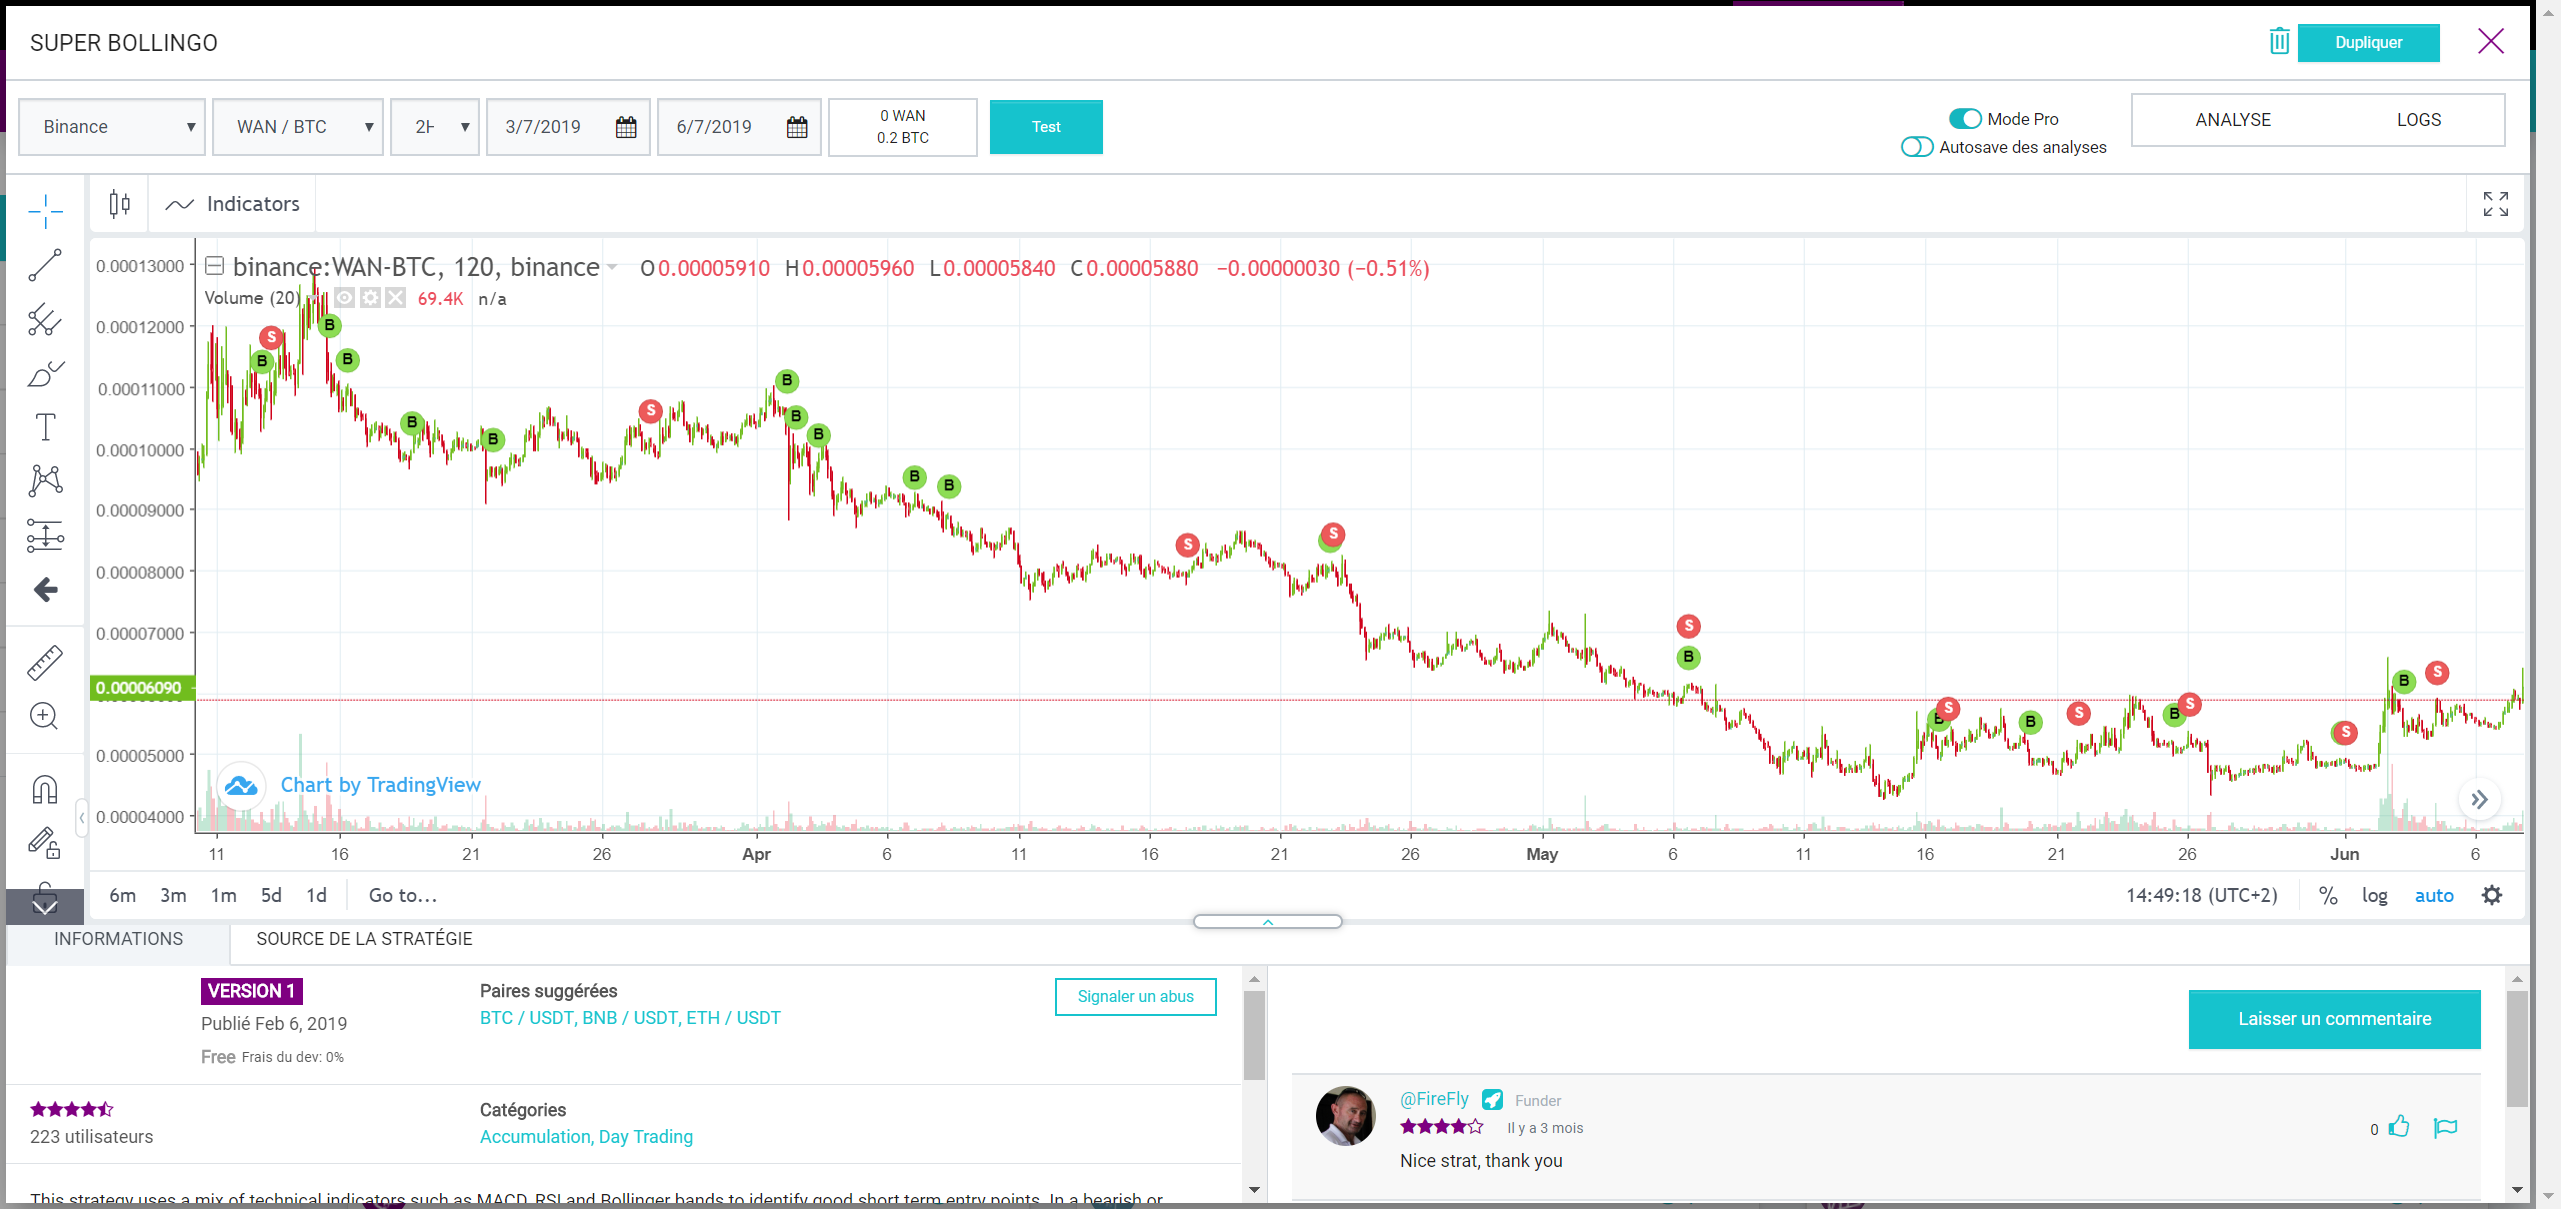 SUPER BOLLINGO
Dupliquer
Binance
WAN / BTC
2H
3/7/2019
6/7/2019
0 WAN
0.2 BTC
Test
Mode Pro
Autosave des analyses
ANALYSE
LOGS
Indicators
binance:WAN-BTC, 120, binance O0.00005910 H0.00005960 L0.00005840 C0.00005880 −0.00000030 (−0.51%)
Volume (20) 69.4K n/a
0.00013000
0.00012000
0.00011000
0.00010000
0.00009000
0.00008000
0.00007000
0.00006090
0.00005000
0.00004000
B S B B B B S B B B B B S S S B B S B S B S S B S
Chart by TradingView
11 16 21 26 Apr 6 11 16 21 26 May 6 11 16 21 26 Jun 6
6m 3m 1m 5d 1d Go to... 14:49:18 (UTC+2) % log auto
INFORMATIONS
SOURCE DE LA STRATÉGIE
VERSION 1
Publié Feb 6, 2019
Free Frais du dev: 0%
Paires suggérées
BTC / USDT, BNB / USDT, ETH / USDT
Signaler un abus
223 utilisateurs
Catégories
Accumulation, Day Trading
This strategy uses a mix of technical indicators such as MACD, RSI and Bollinger bands to identify good short term entry points. In a bearish or
Laisser un commentaire
@FireFly Funder
Il y a 3 mois
0
Nice strat, thank you